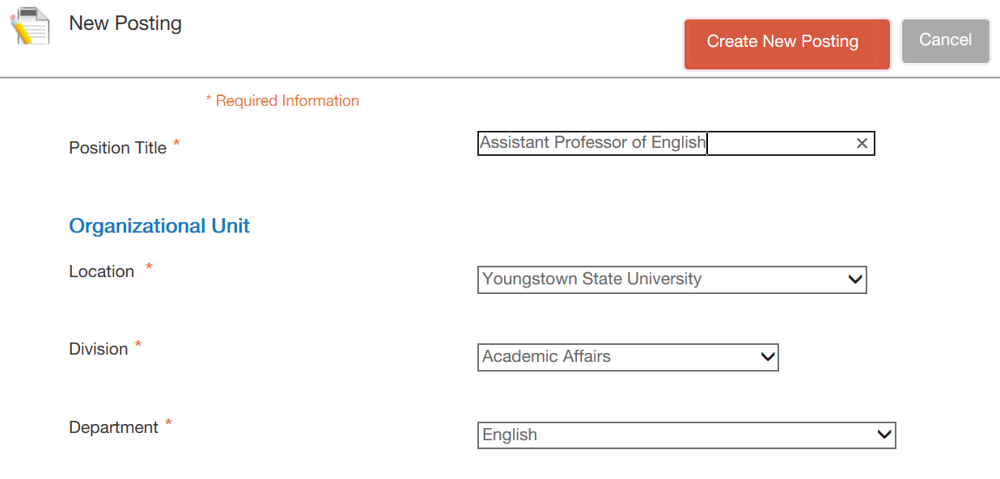 New Posting
Create New Posting
Cancel
* Required Information
Position Title *
Assistant Professor of English
Organizational Unit
Location *
Youngstown State University
Division *
Academic Affairs
Department *
English